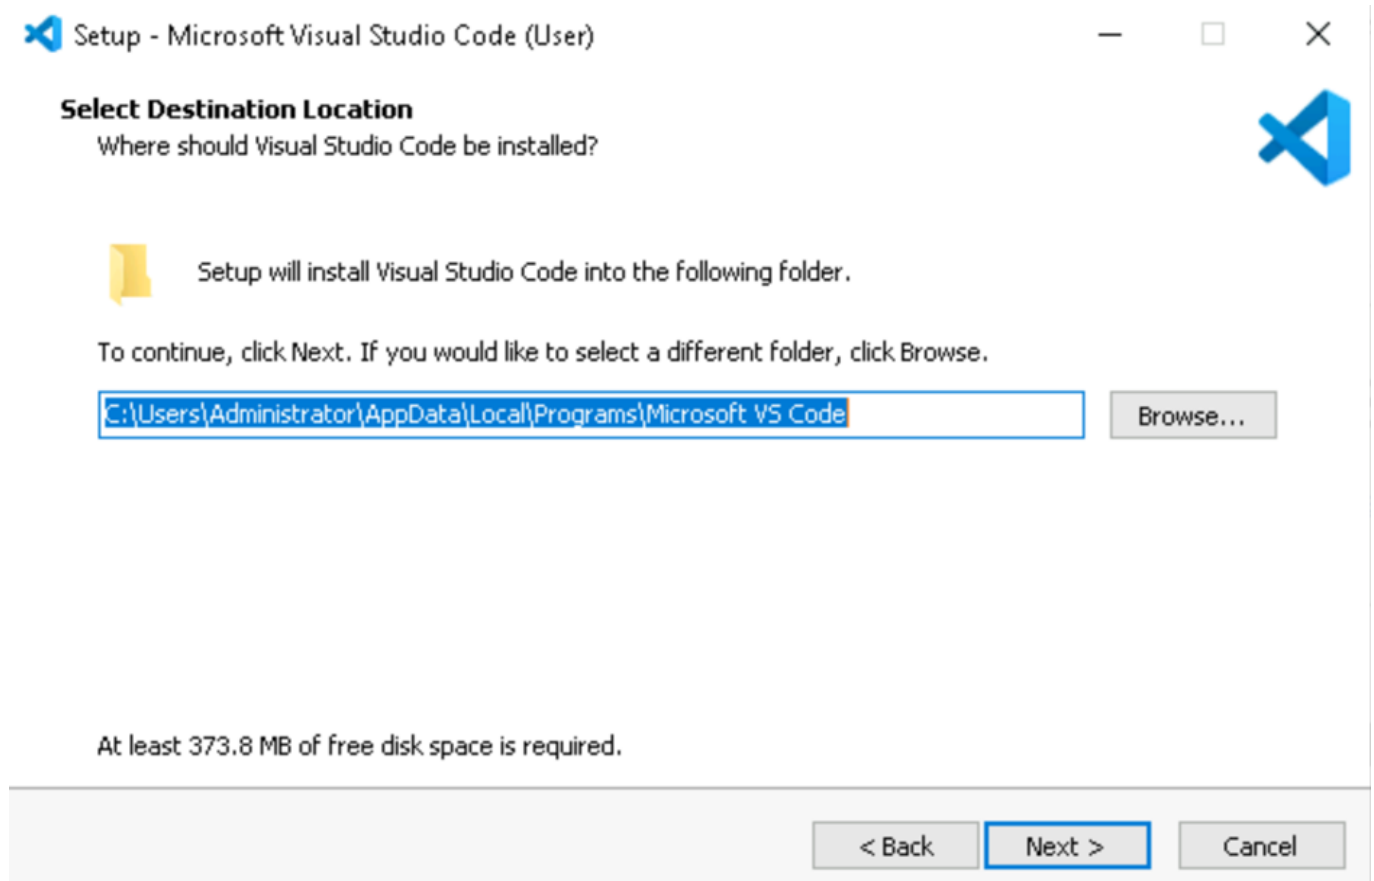 Setup - Microsoft Visual Studio Code (User)
Select Destination Location
Where should Visual Studio Code be installed?
Setup will install Visual Studio Code into the following folder.
To continue, click Next. If you would like to select a different folder, click Browse.
C:\Users\Administrator\AppData\Local\Programs\Microsoft VS Code
Browse...
At least 373.8 MB of free disk space is required.
< Back
Next >
Cancel